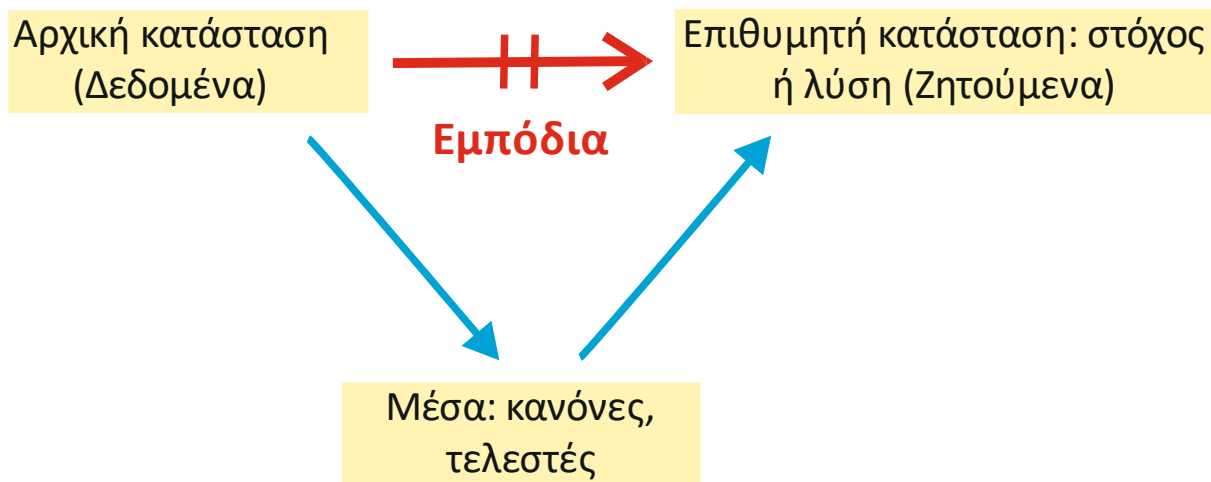 Αρχική κατάσταση
(Δεδομένα)
Εμπόδια
Επιθυμητή κατάσταση: στόχος
ή λύση (Ζητούμενα)
Μέσα: κανόνες,
τελεστές